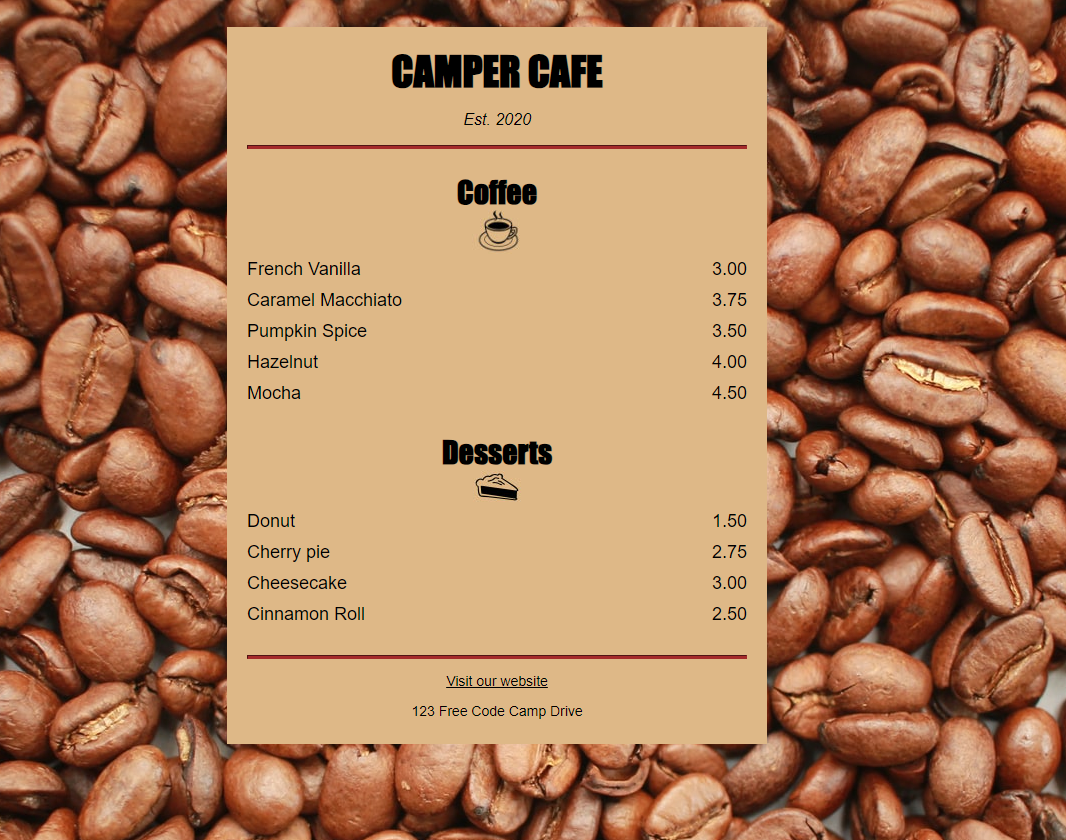 CAMPER CAFE
Est. 2020
Coffee
French Vanilla 3.00
Caramel Macchiato 3.75
Pumpkin Spice 3.50
Hazelnut 4.00
Mocha 4.50
Desserts
Donut 1.50
Cherry pie 2.75
Cheesecake 3.00
Cinnamon Roll 2.50
Visit our website
123 Free Code Camp Drive